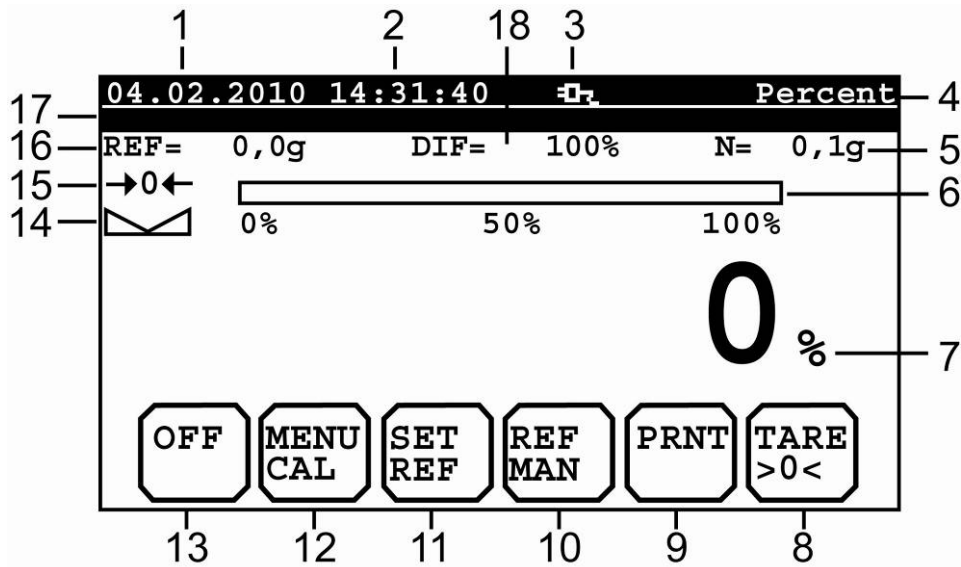 1 2 18 3
04.02.2010 14:31:40 Percent 4
17
16 REF= 0,0g DIF= 100% N= 0,1g 5
15 →0← 6
14 0% 50% 100%
0 % 7
OFF MENU SET REF PRNT TARE
CAL REF MAN >0<
13 12 11 10 9 8